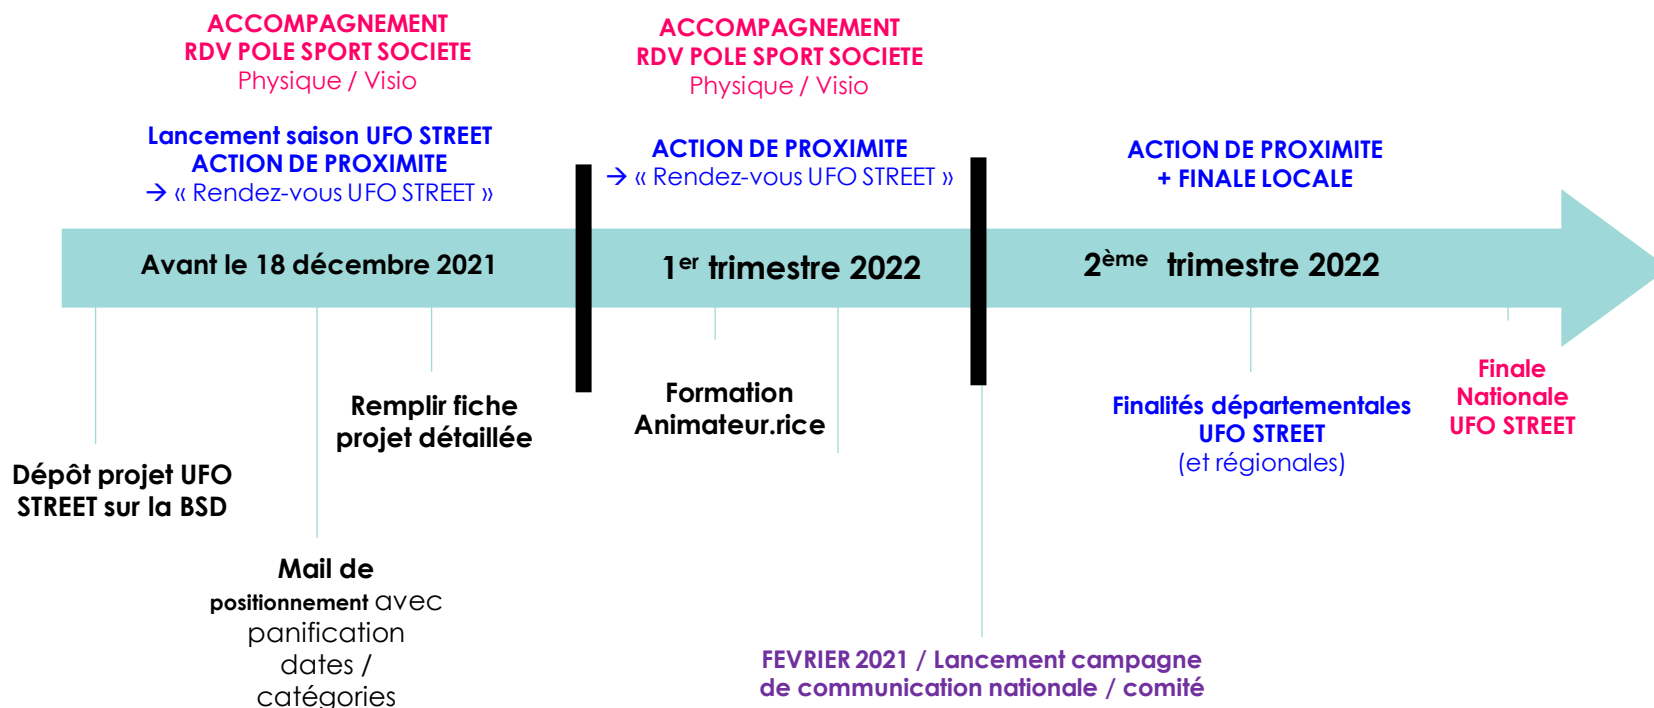 ACCOMPAGNEMENT
RDV POLE SPORT SOCIETE
Physique / Visio
ACCOMPAGNEMENT
RDV POLE SPORT SOCIETE
Physique / Visio
Lancement saison UFO STREET
ACTION DE PROXIMITE
→ « Rendez-vous UFO STREET »
ACTION DE PROXIMITE
→ « Rendez-vous UFO STREET »
ACTION DE PROXIMITE
+ FINALE LOCALE
Avant le 18 décembre 2021
1er trimestre 2022
2ème trimestre 2022
Dépôt projet UFO
STREET sur la BSD
Mail de
positionnement avec
panification
dates /
catégories
Remplir fiche
projet détaillée
Formation
Animateur.rice
FEVRIER 2021 / Lancement campagne
de communication nationale / comité
Finalités départementales
UFO STREET
(et régionales)
Finale
Nationale
UFO STREET